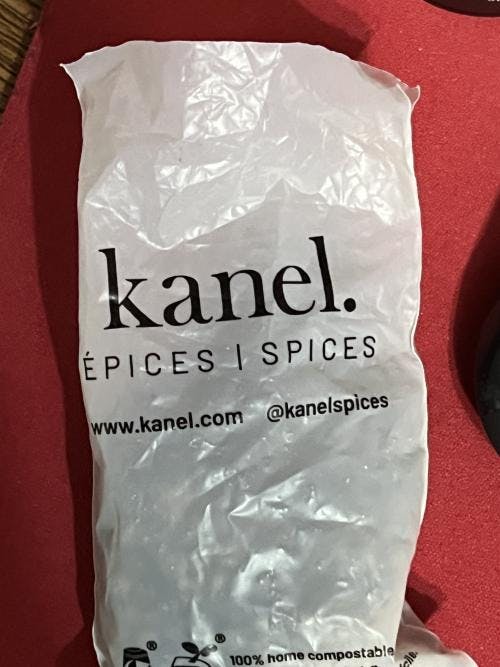 kanel.
ÉPICES | SPICES
www.kanel.com @kanelspices
100% home compostable